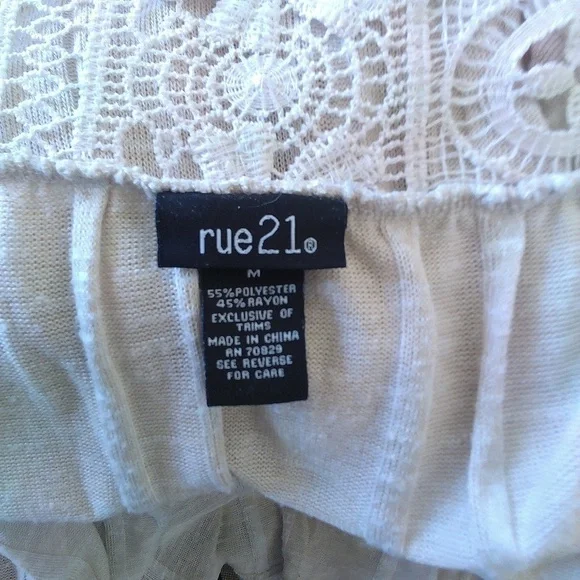 rue21®
M
55%POLYESTER
45%RAYON
EXCLUSIVE OF
TRIMS
MADE IN CHINA
RN 70829
SEE REVERSE
FOR CARE